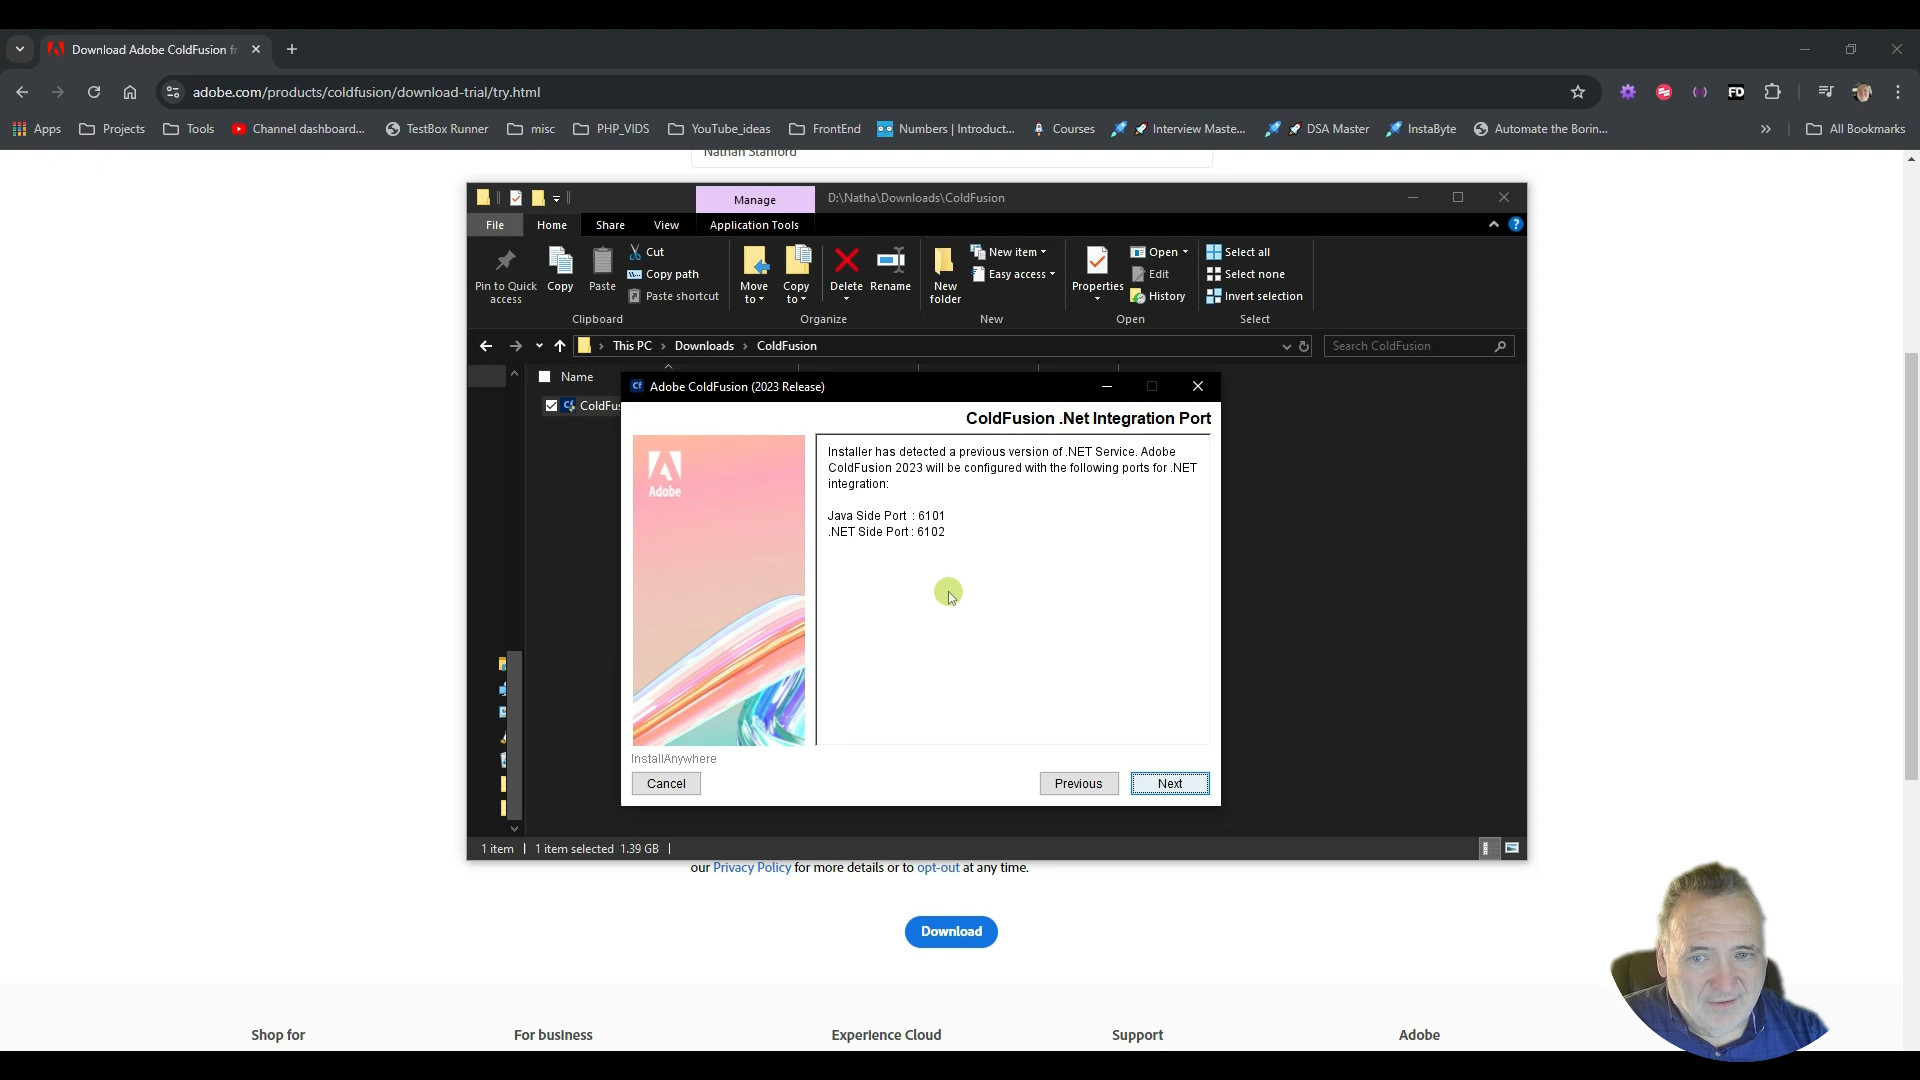 Download Adobe ColdFusion fr
adobe.com/products/coldfusion/download-trial/try.html
FD
Apps
Projects
Tools
Channel dashboard...
TestBox Runner
misc
PHP_VIDS
YouTube_ideas
FrontEnd
Numbers | Introduct...
Courses
Interview Maste...
DSA Master
InstaByte
Automate the Borin...
All Bookmarks
Nathan Stanford
Manage
D:\Natha\Downloads\ColdFusion
File
Home
Share
View
Application Tools
Pin to Quick
access
Copy
Paste
Cut
Copy path
Paste shortcut
Clipboard
Move
to
Copy
to
Delete
Rename
Organize
New
folder
New item
Easy access
New
Properties
Open
Edit
History
Open
Select all
Select none
Invert selection
Select
This PC
Downloads
ColdFusion
Search ColdFusion
Name
ColdFus
Cf
Adobe ColdFusion (2023 Release)
ColdFusion .Net Integration Port
Adobe
Installer has detected a previous version of .NET Service. Adobe
ColdFusion 2023 will be configured with the following ports for .NET
integration:
Java Side Port : 6101
.NET Side Port : 6102
InstallAnywhere
Cancel
Previous
Next
1 item
1 item selected 1.39 GB
our Privacy Policy for more details or to opt-out at any time.
Download
Shop for
For business
Experience Cloud
Support
Adobe